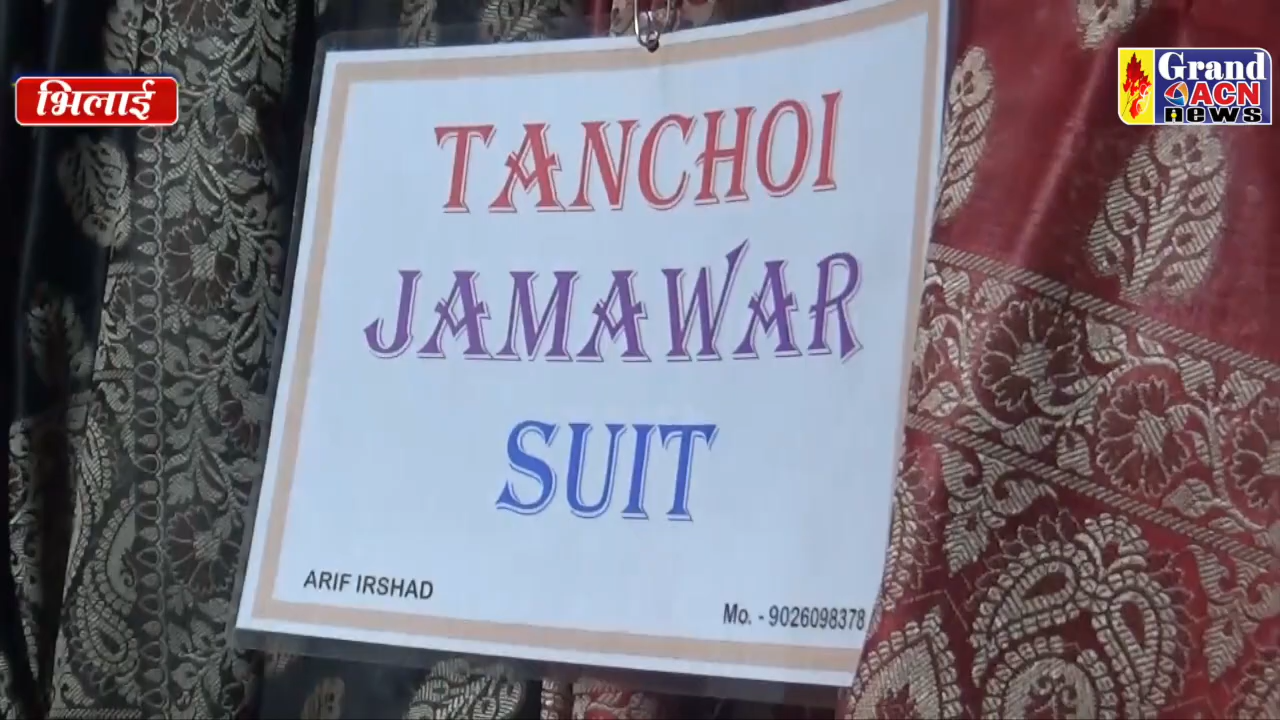 भिलाई
Grand
ACN
news
TANCHOI
JAMAWAR
SUIT
ARIF IRSHAD
Mo. - 9026098378